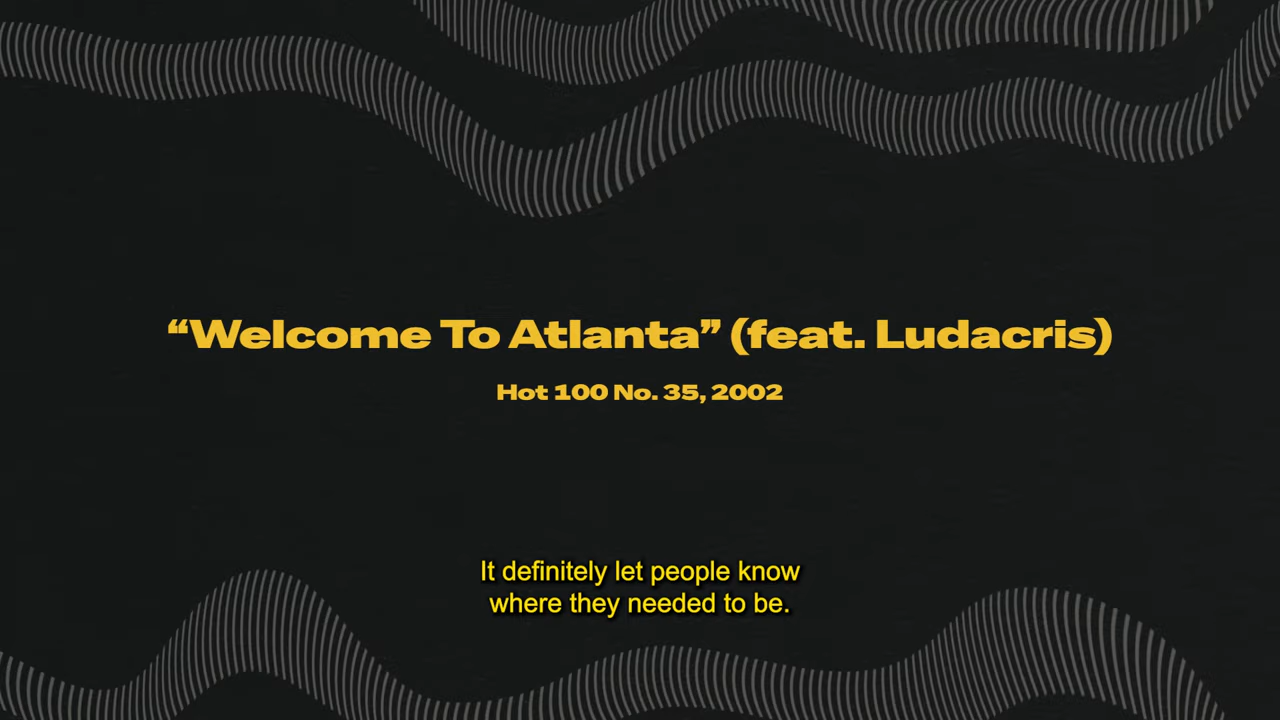 “Welcome To Atlanta” (feat. Ludacris)
Hot 100 No. 35, 2002
It definitely let people know
where they needed to be.